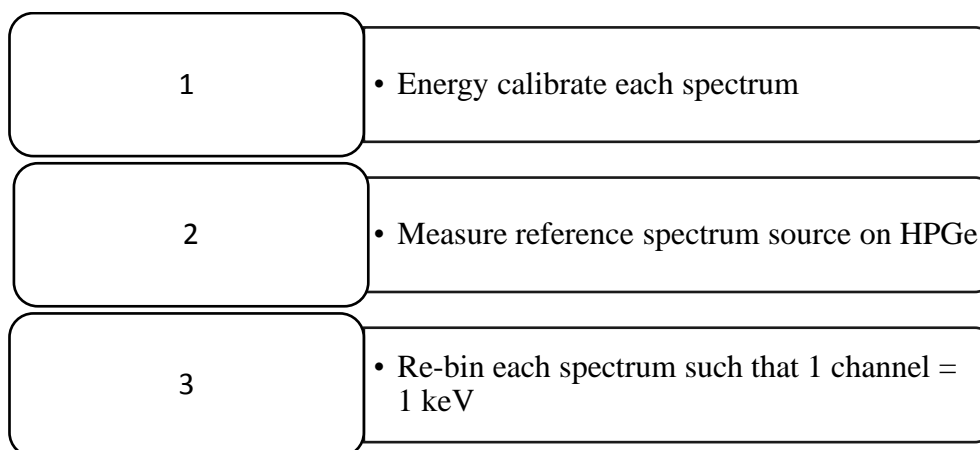 1
• Energy calibrate each spectrum
2
• Measure reference spectrum source on HPGe
3
• Re-bin each spectrum such that 1 channel =
1 keV